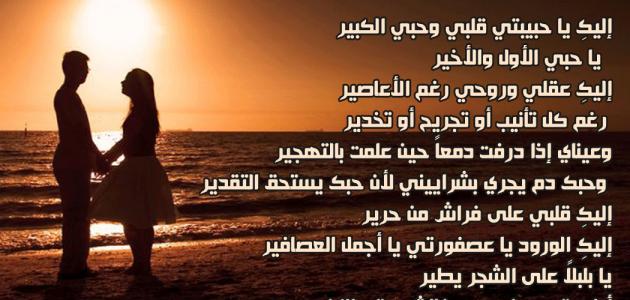 إليكِ يا حبيبتي قلبي وحبي الكبير
يا حبي الأول والأخير
إليكِ عقلي وروحي رغم الأعاصير
رغم كل تأنيب أو تجريح أو تخدير
وعيناي إذا درفت دمعاً حين علمت بالتهجير
وحبك دم يجري بشراييني لأن حبك يستحق التقدير
إليكِ قلبي على فراش من حرير
إليكِ الورود يا عصفورتي يا أجمل العصافير
يا بلبلاً على الشجر يطير